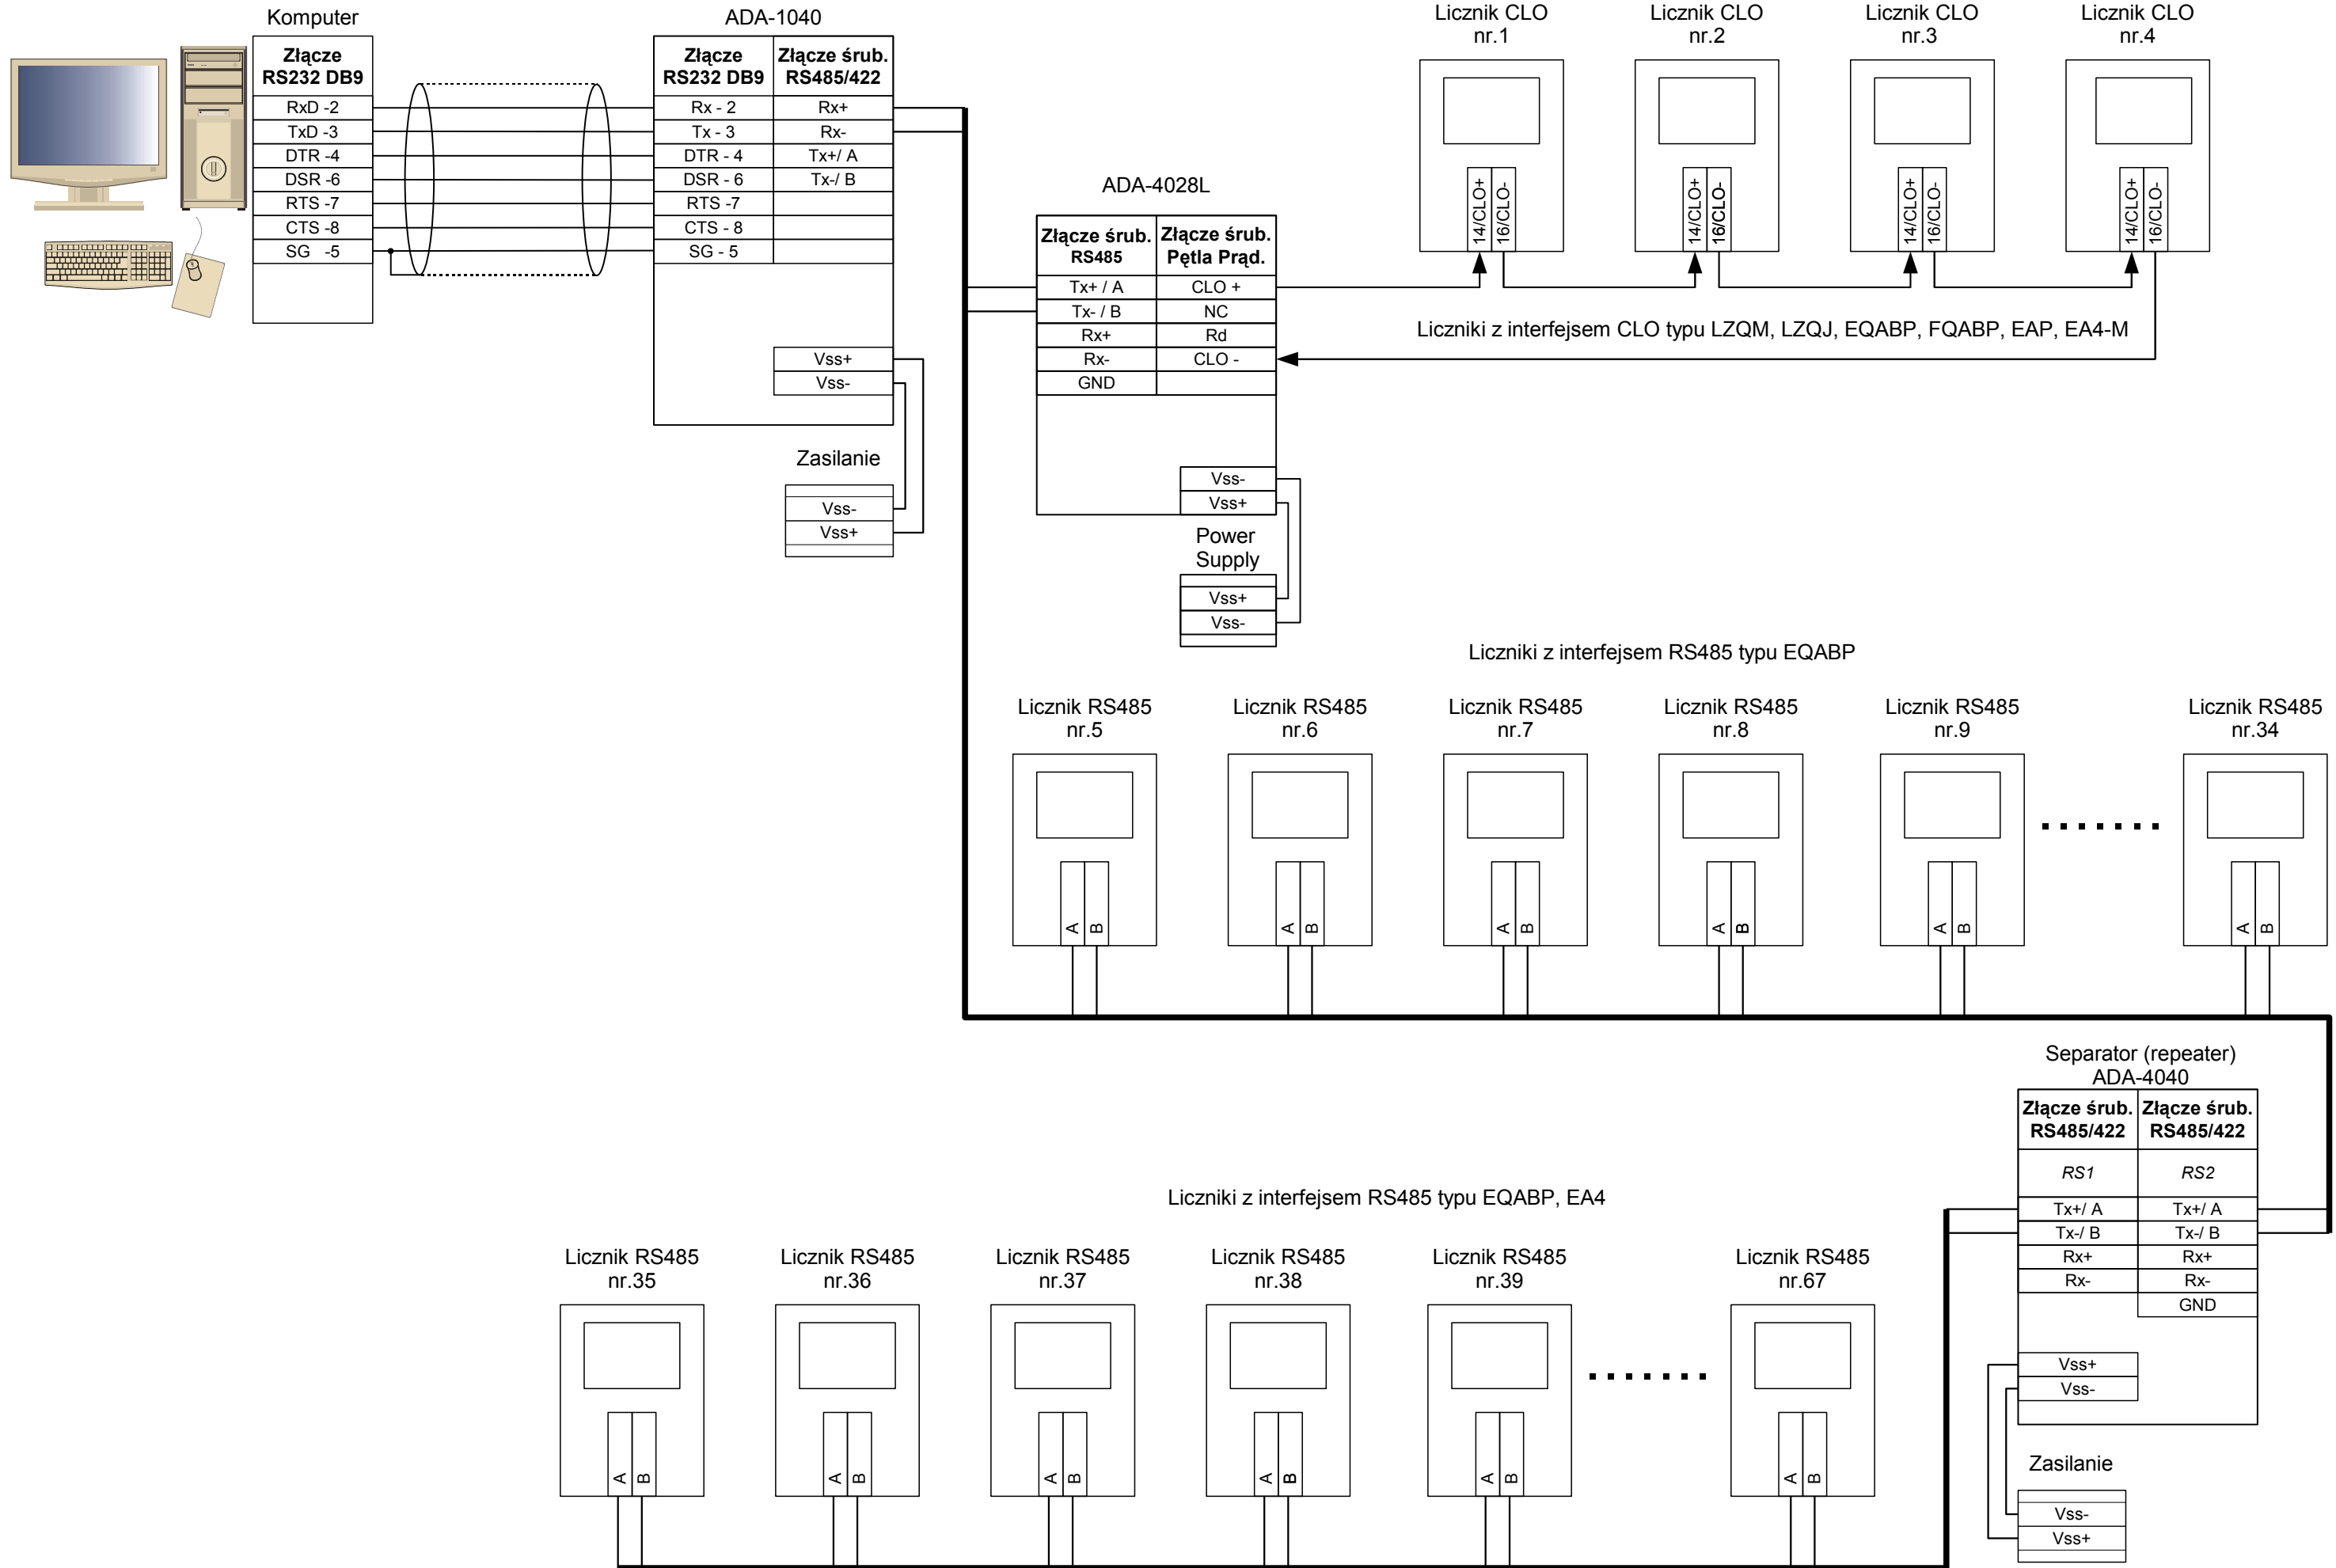 Komputer
Złącze
RS232 DB9
RxD -2
TxD -3
DTR -4
DSR -6
RTS -7
CTS -8
SG -5
ADA-1040
Złącze
RS232 DB9
Złącze śrub.
RS485/422
Rx - 2
Rx+
Tx - 3
Rx-
DTR - 4
Tx+/ A
DSR - 6
Tx-/ B
RTS -7
CTS - 8
SG - 5
Vss+
Vss-
Zasilanie
Vss-
Vss+
ADA-4028L
Złącze śrub.
RS485
Złącze śrub.
Pętla Prąd.
Tx+ / A
CLO +
Tx- / B
NC
Rx+
Rd
Rx-
CLO -
GND
Vss-
Vss+
Power
Supply
Vss+
Vss-
Licznik CLO
nr.1
14/CLO+
16/CLO-
Licznik CLO
nr.2
14/CLO+
16/CLO-
Licznik CLO
nr.3
14/CLO+
16/CLO-
Licznik CLO
nr.4
14/CLO+
16/CLO-
Liczniki z interfejsem CLO typu LZQM, LZQJ, EQABP, FQABP, EAP, EA4-M
Liczniki z interfejsem RS485 typu EQABP
Licznik RS485
nr.5
A
B
Licznik RS485
nr.6
A
B
Licznik RS485
nr.7
A
B
Licznik RS485
nr.8
A
B
Licznik RS485
nr.9
A
B
Licznik RS485
nr.34
A
B
Separator (repeater)
ADA-4040
Złącze śrub.
RS485/422
Złącze śrub.
RS485/422
RS1
RS2
Tx+/ A
Tx+/ A
Tx-/ B
Tx-/ B
Rx+
Rx+
Rx-
Rx-
GND
Vss+
Vss-
Zasilanie
Vss-
Vss+
Liczniki z interfejsem RS485 typu EQABP, EA4
Licznik RS485
nr.35
A
B
Licznik RS485
nr.36
A
B
Licznik RS485
nr.37
A
B
Licznik RS485
nr.38
A
B
Licznik RS485
nr.39
A
B
Licznik RS485
nr.67
A
B